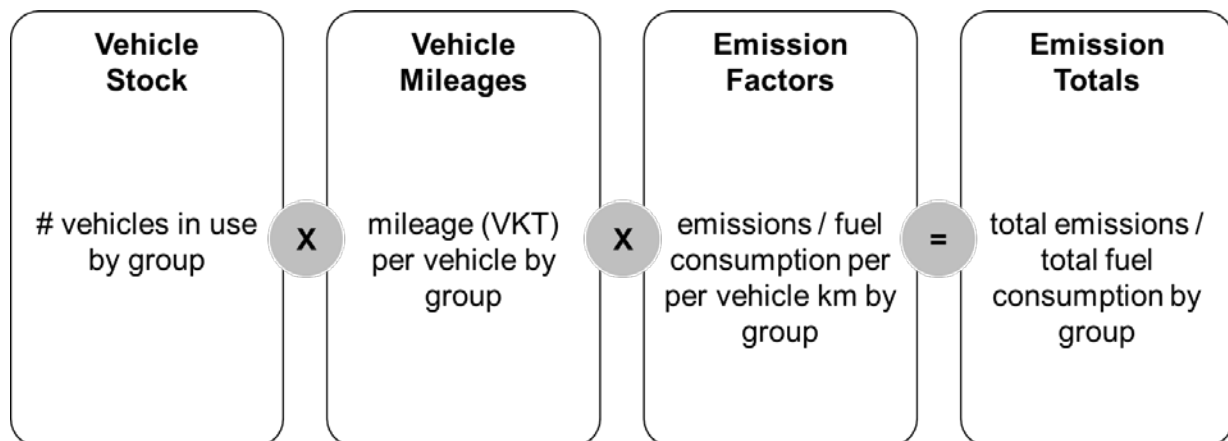 Vehicle
Stock
# vehicles in use
by group
X
Vehicle
Mileages
mileage (VKT)
per vehicle by
group
X
Emission
Factors
emissions / fuel
consumption per
per vehicle km by
group
=
Emission
Totals
total emissions /
total fuel
consumption by
group